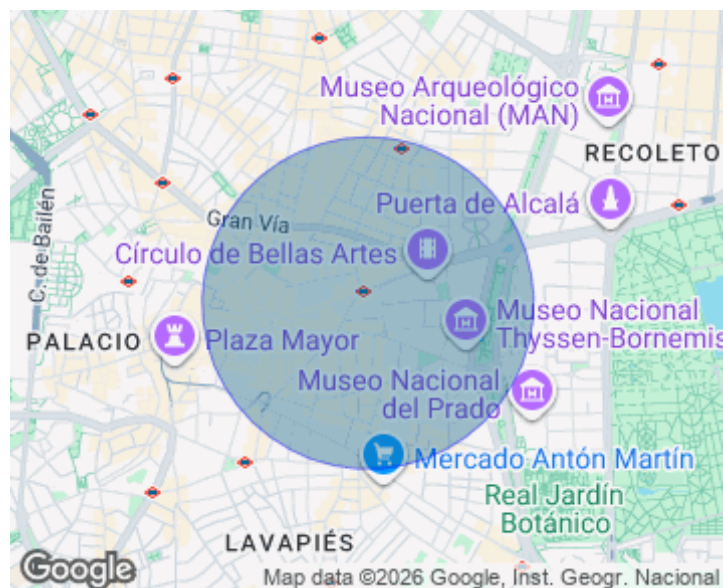 Museo Arqueológico
Nacional (MAN)
RECOLETO
Puerta de Alcalá
Gran Vía
C. de Bailén
Círculo de Bellas Artes
Museo Nacional
Thyssen-Bornemis
PALACIO
Plaza Mayor
Museo Nacional
del Prado
Mercado Antón Martín
Real Jardín
Botánico
LAVAPIÉS
Google
Map data ©2026 Google, Inst. Geogr. Nacional